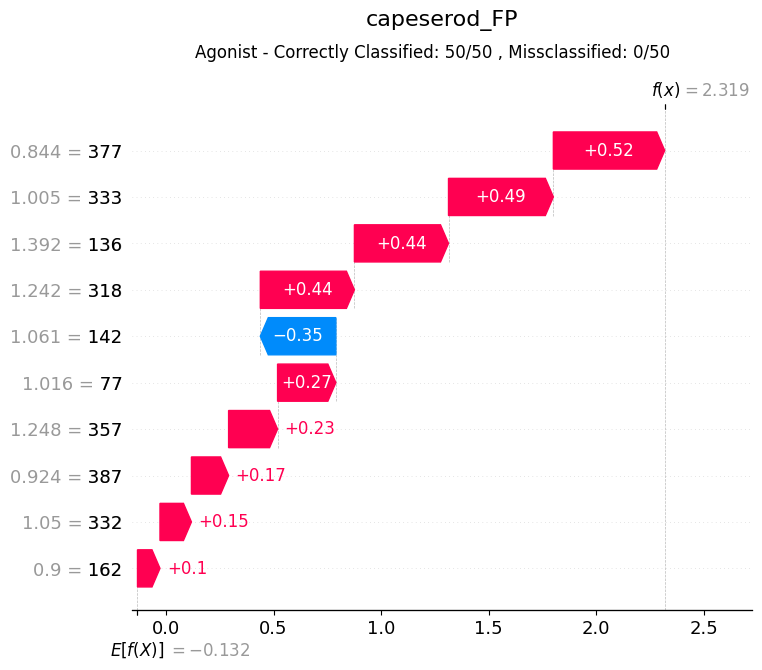 capeserod_FP
Agonist - Correctly Classified: 50/50 , Missclassified: 0/50
f(x) = 2.319
0.844 = 377
+0.52
1.005 = 333
+0.49
1.392 = 136
+0.44
1.242 = 318
+0.44
1.061 = 142
−0.35
1.016 = 77
+0.27
1.248 = 357
+0.23
0.924 = 387
+0.17
1.05 = 332
+0.15
0.9 = 162
+0.1
0.0 0.5 1.0 1.5 2.0 2.5
E[f(X)] = −0.132